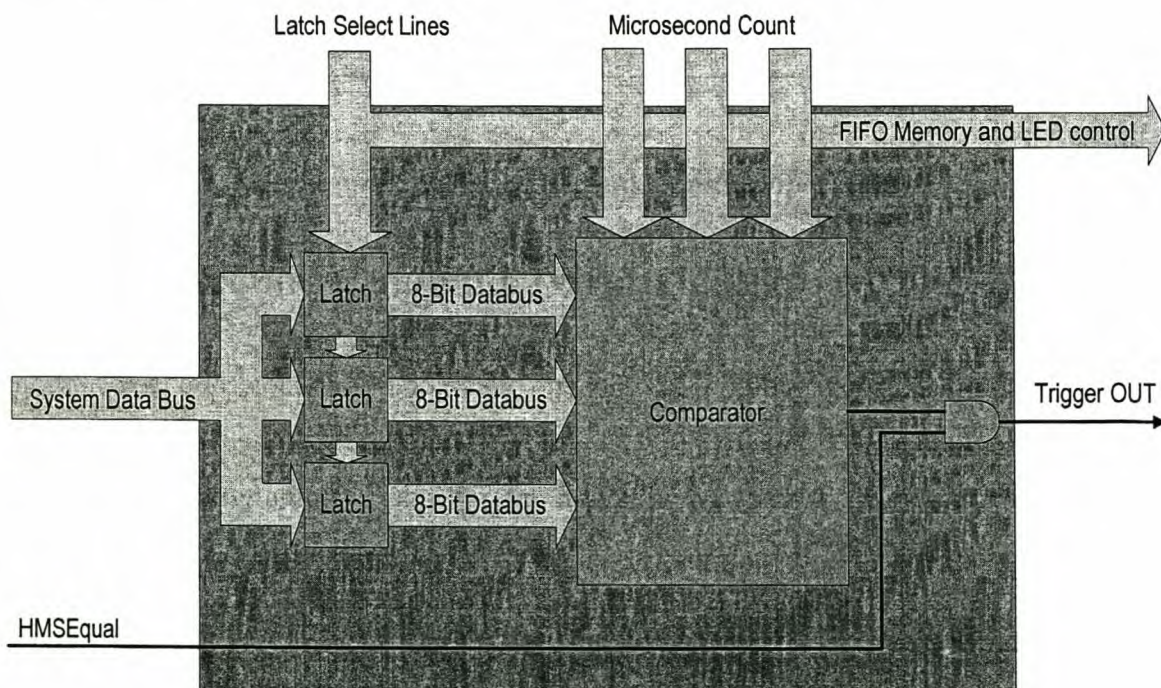 Latch Select Lines
Microsecond Count
FIFO Memory and LED control
Latch
8-Bit Databus
System Data Bus
Latch
8-Bit Databus
Comparator
Trigger OUT
Latch
8-Bit Databus
HMSEqual